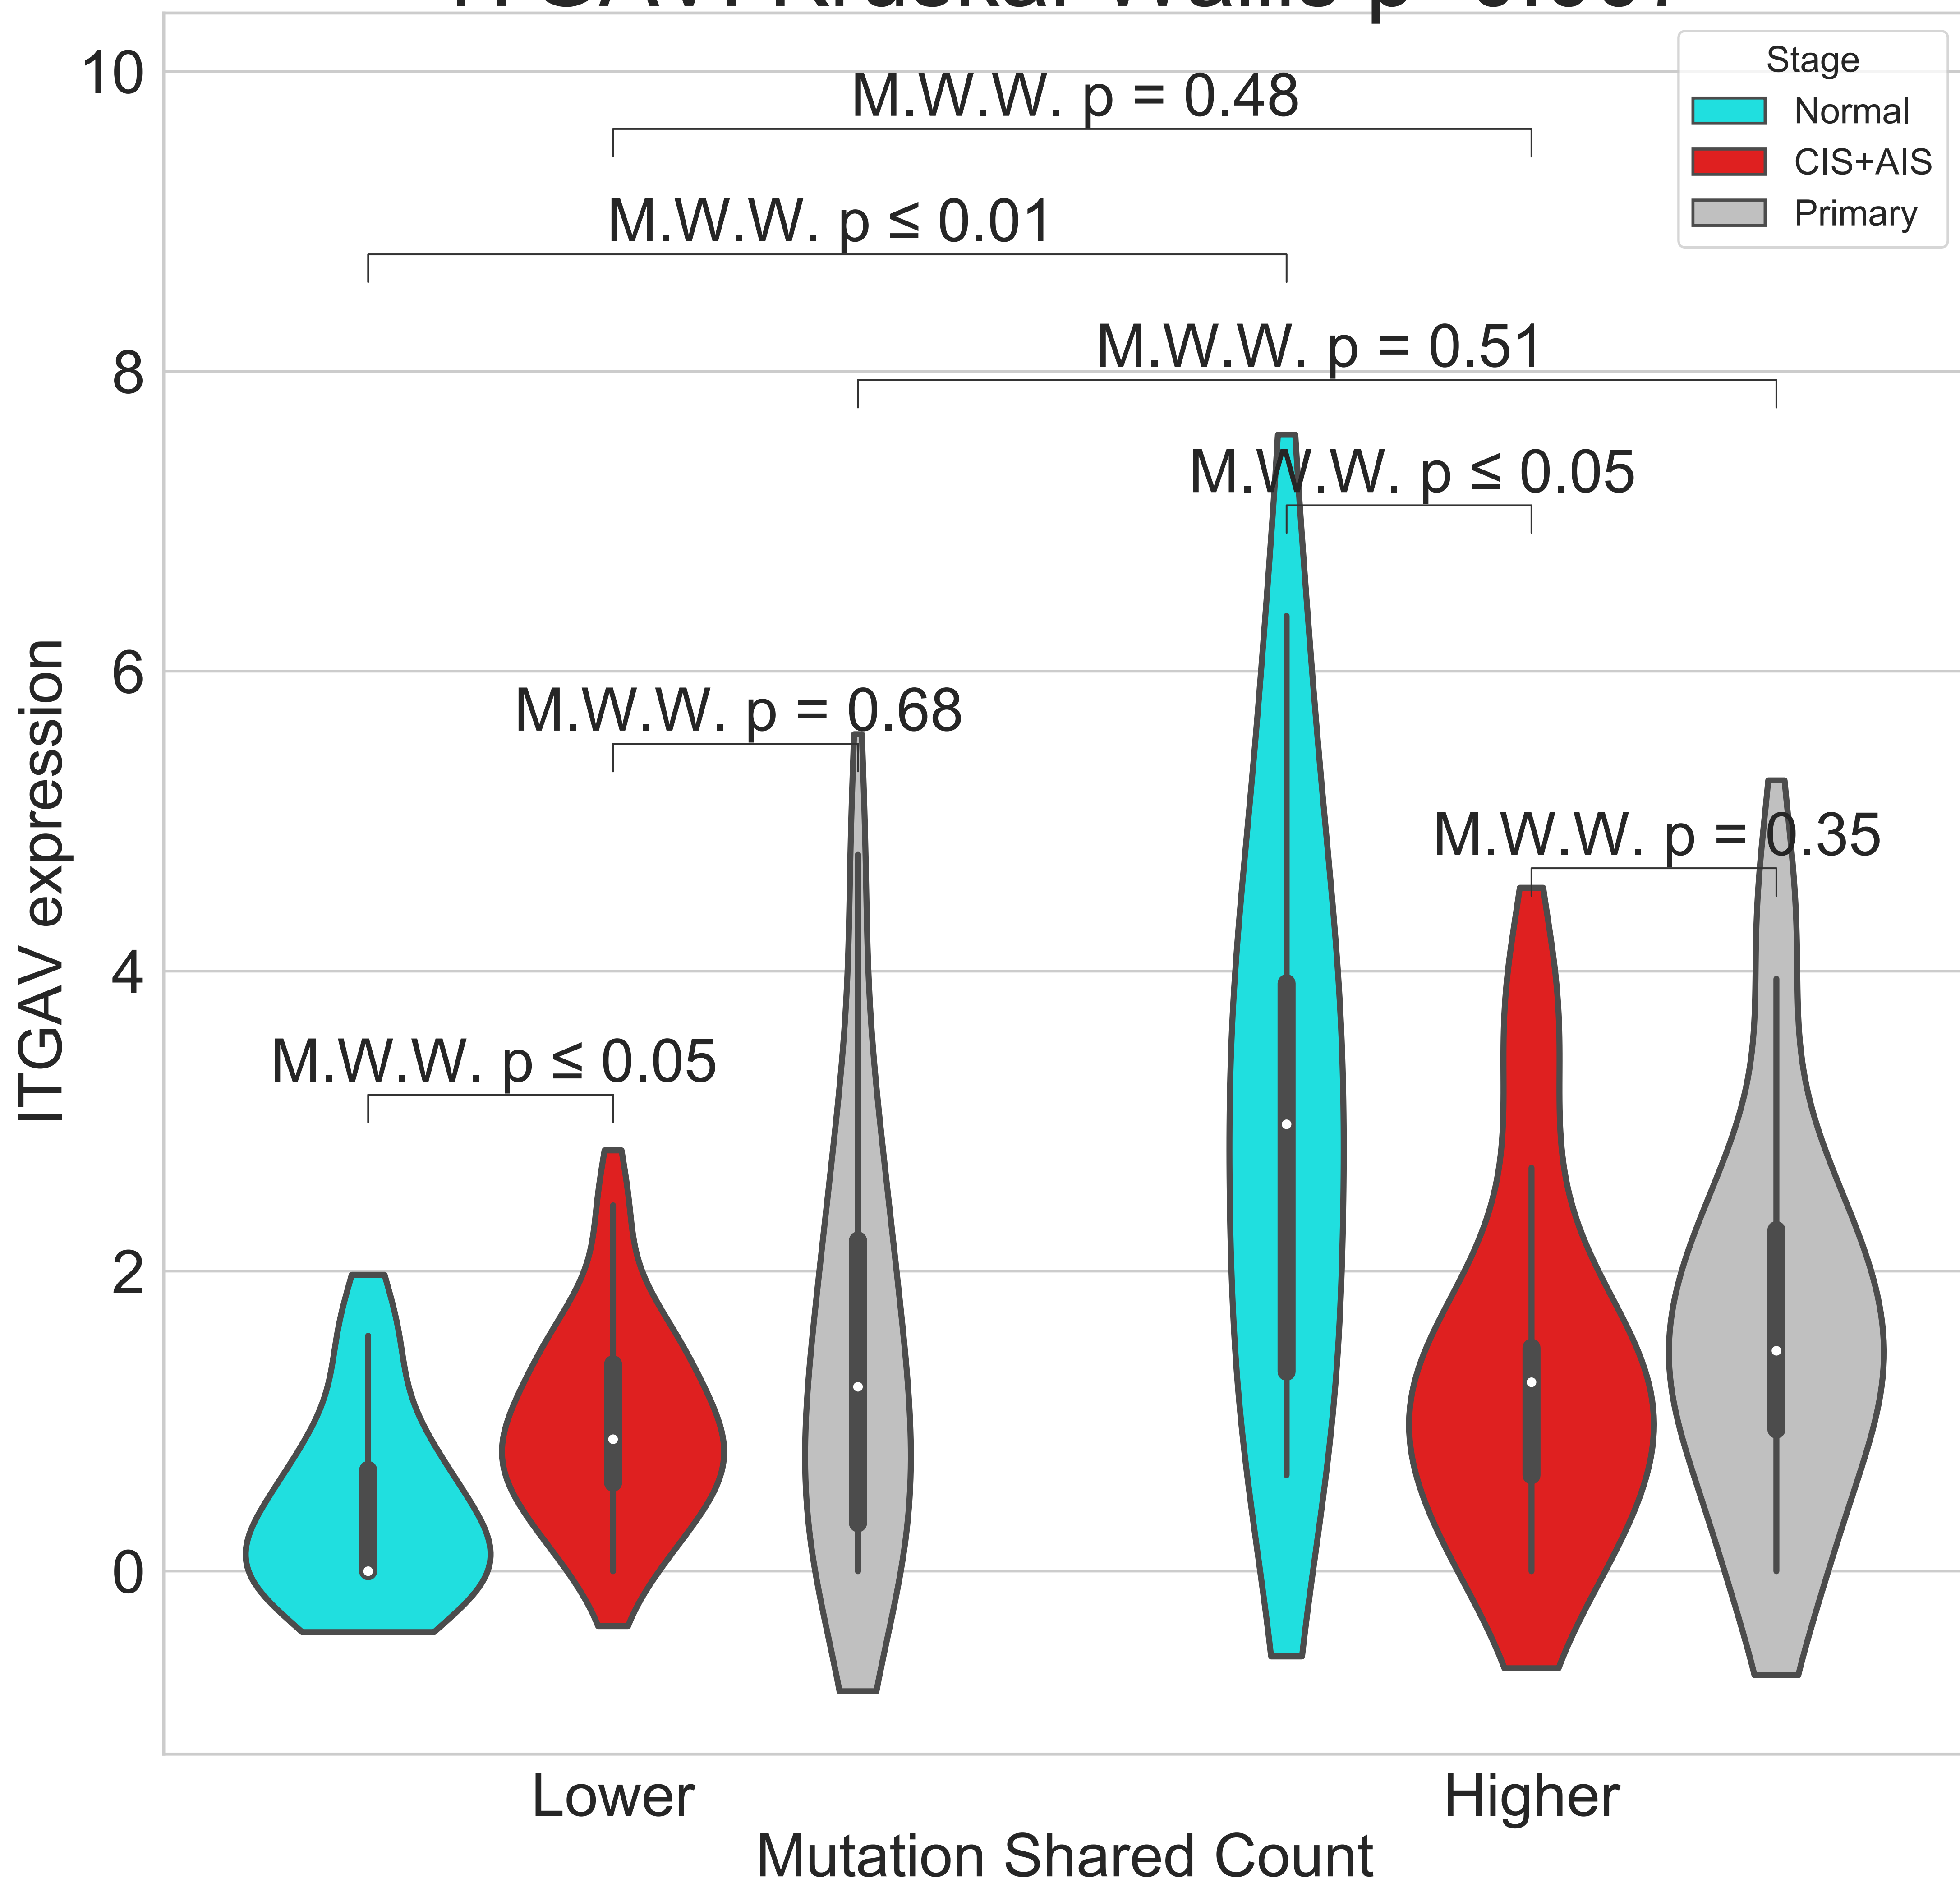 10
M.W.W. p = 0.48
Stage
Normal
CIS+AIS
Primary
M.W.W. p ≤ 0.01
8
M.W.W. p = 0.51
M.W.W. p ≤ 0.05
6
M.W.W. p = 0.68
M.W.W. p = 0.35
ITGAV expression
4
M.W.W. p ≤ 0.05
2
0
Lower
Higher
Mutation Shared Count